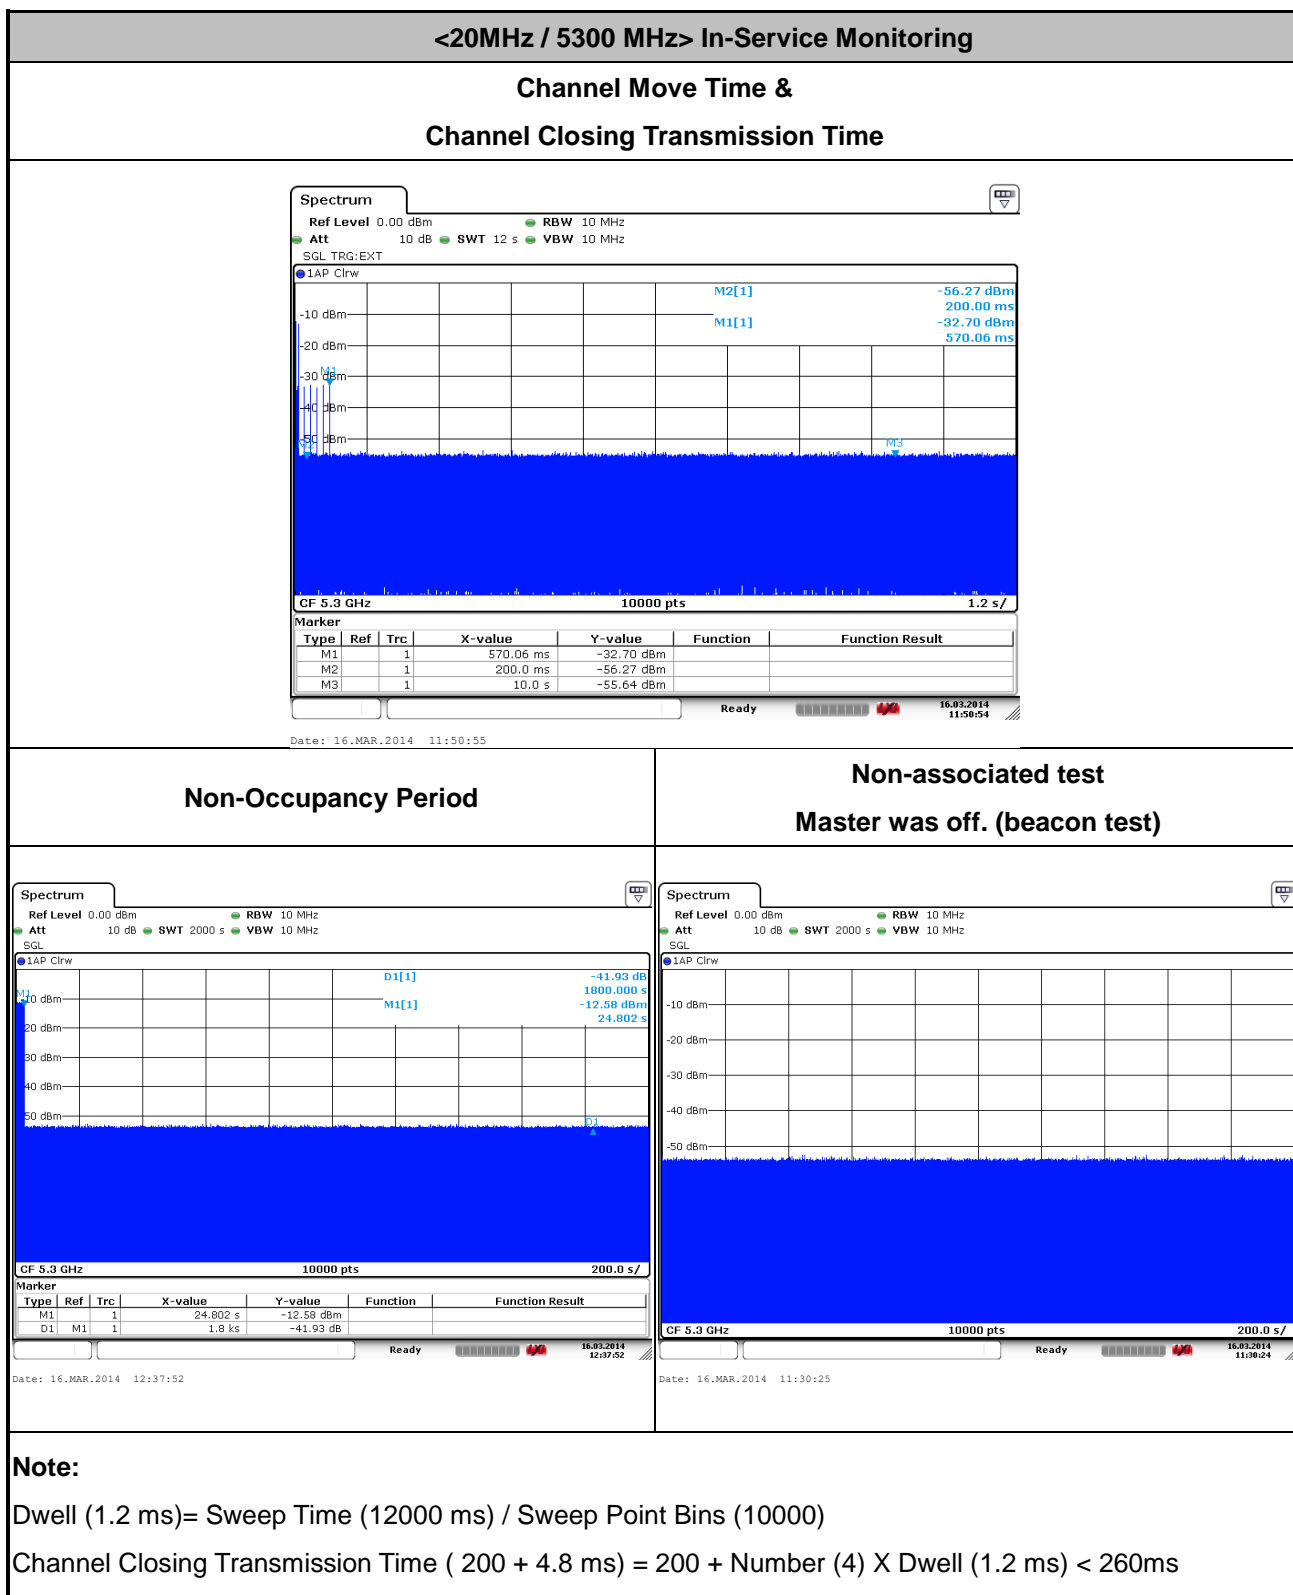 <20MHz / 5300 MHz> In-Service Monitoring
Channel Move Time &
Channel Closing Transmission Time
Spectrum
Ref Level 0.00 dBm RBW 10 MHz
Att 10 dB SWT 12 s VBW 10 MHz
SGL TRG:EXT
1AP Clrw
M2[1] -56.27 dBm
200.00 ms
-10 dBm
M1[1] -32.70 dBm
570.06 ms
-20 dBm
M1
-30 dBm
-40 dBm
-50 dBm
M2
M3
CF 5.3 GHz 10000 pts 1.2 s/
Marker
Type Ref Trc X-value Y-value Function Function Result
M1 1 570.06 ms -32.70 dBm
M2 1 200.0 ms -56.27 dBm
M3 1 10.0 s -55.64 dBm
Ready 16.03.2014
11:50:54
Date: 16.MAR.2014 11:50:55
Non-Occupancy Period
Non-associated test
Master was off. (beacon test)
Spectrum
Ref Level 0.00 dBm RBW 10 MHz
Att 10 dB SWT 2000 s VBW 10 MHz
SGL
1AP Clrw
D1[1] -41.93 dB
1800.000 s
M1
10 dBm
M1[1] -12.58 dBm
24.802 s
20 dBm
30 dBm
40 dBm
50 dBm
D1
CF 5.3 GHz 10000 pts 200.0 s/
Marker
Type Ref Trc X-value Y-value Function Function Result
M1 1 24.802 s -12.58 dBm
D1 M1 1 1.8 ks -41.93 dB
Ready 16.03.2014
12:37:52
Date: 16.MAR.2014 12:37:52
Spectrum
Ref Level 0.00 dBm RBW 10 MHz
Att 10 dB SWT 2000 s VBW 10 MHz
SGL
1AP Clrw
-10 dBm
-20 dBm
-30 dBm
-40 dBm
-50 dBm
CF 5.3 GHz 10000 pts 200.0 s/
Ready 16.03.2014
11:30:24
Date: 16.MAR.2014 11:30:25
Note:
Dwell (1.2 ms)= Sweep Time (12000 ms) / Sweep Point Bins (10000)
Channel Closing Transmission Time ( 200 + 4.8 ms) = 200 + Number (4) X Dwell (1.2 ms) < 260ms